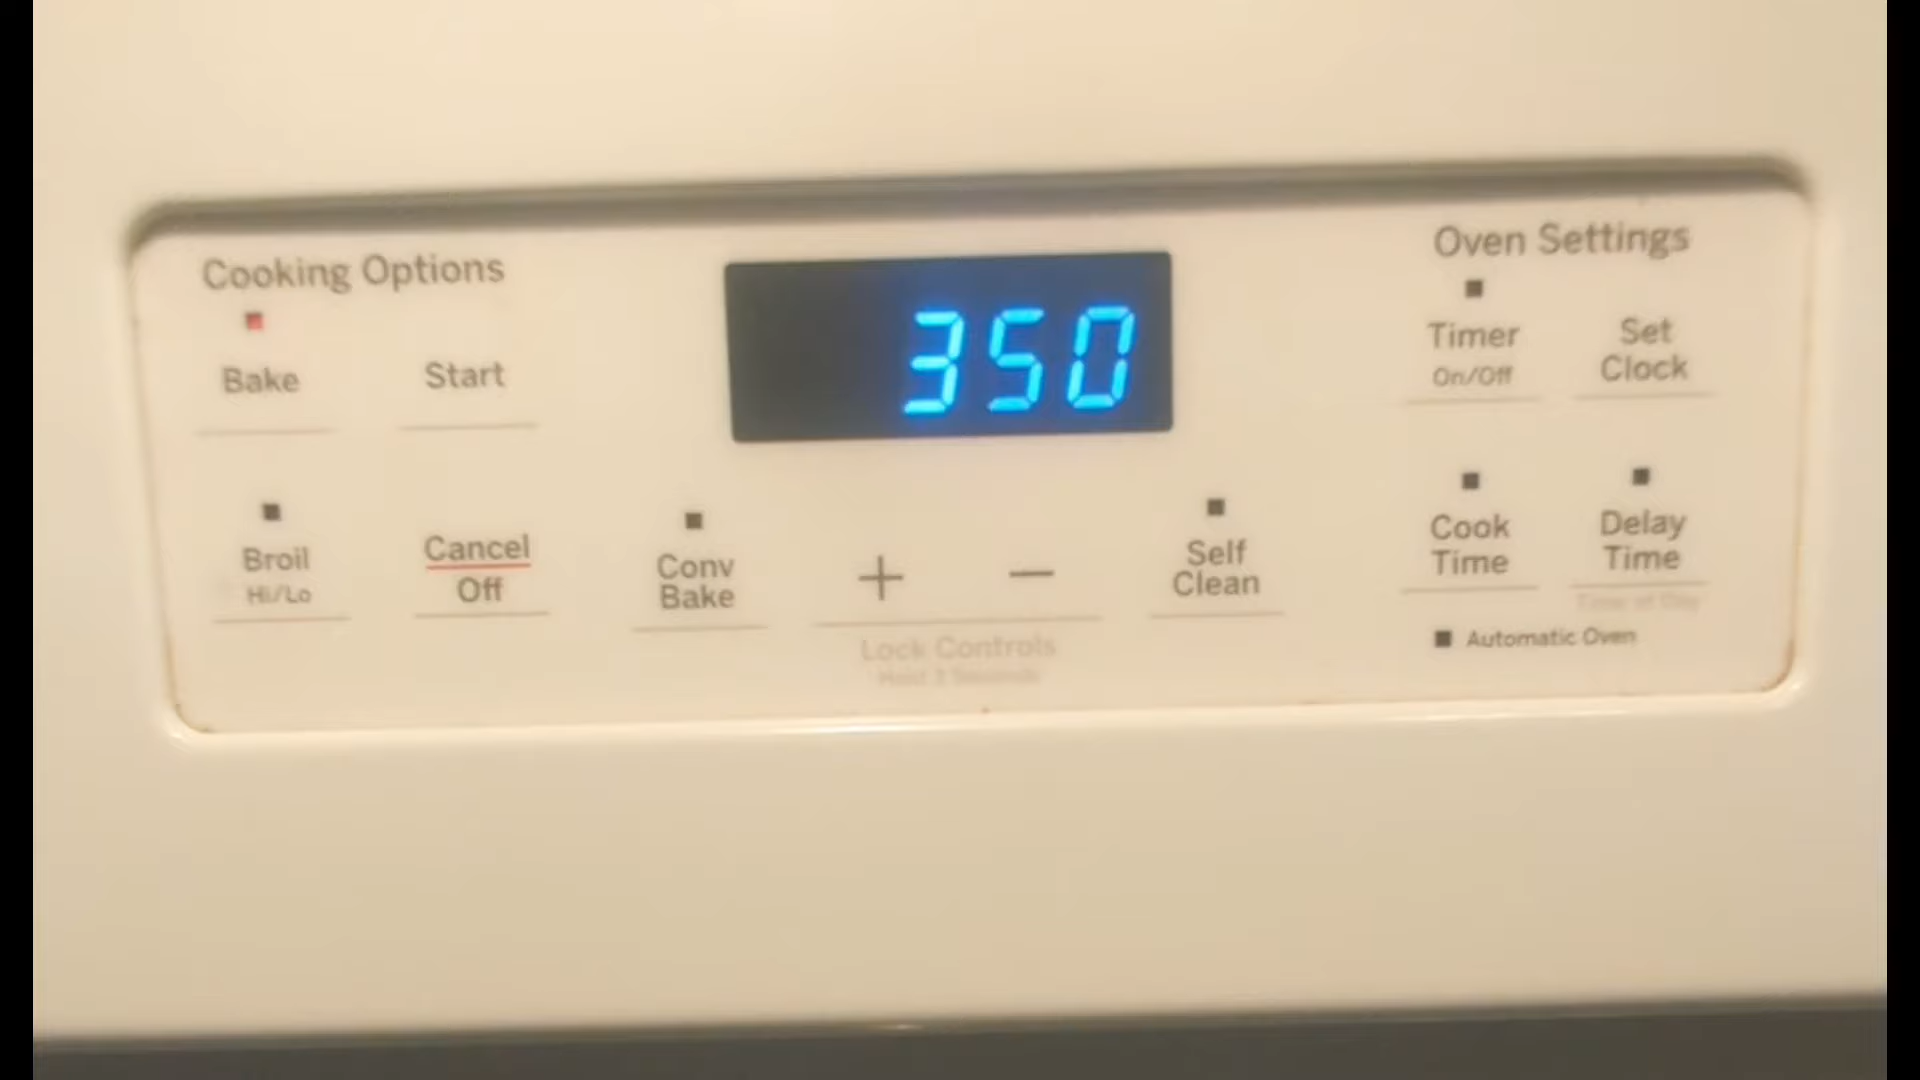 Cooking Options
Oven Settings
350
Bake
Start
Timer
On/Off
Set
Clock
Broil
Hi/Lo
Cancel
Off
Conv
Bake
+ −
Self
Clean
Cook
Time
Delay
Time
Lock Controls
Automatic Oven